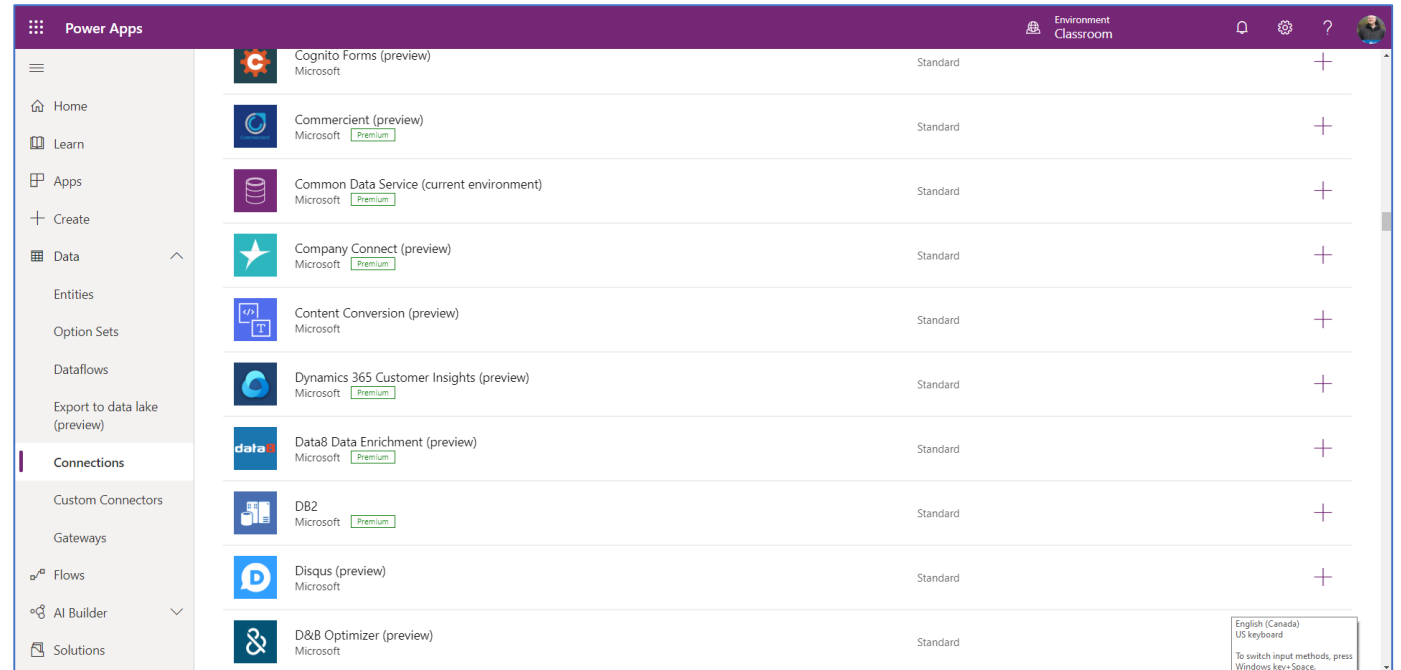 Power Apps
Environment
Classroom
?
Home
Learn
Apps
Create
Data
Entities
Option Sets
Dataflows
Export to data lake
(preview)
Connections
Custom Connectors
Gateways
Flows
AI Builder
Solutions
Cognito Forms (preview)
Microsoft
Standard
Commercient (preview)
Microsoft Premium
Standard
Common Data Service (current environment)
Microsoft Premium
Standard
Company Connect (preview)
Microsoft Premium
Standard
Content Conversion (preview)
Microsoft
Standard
Dynamics 365 Customer Insights (preview)
Microsoft Premium
Standard
data8
Data8 Data Enrichment (preview)
Microsoft Premium
Standard
DB2
Microsoft Premium
Standard
D
Disqus (preview)
Microsoft
Standard
&
D&B Optimizer (preview)
Microsoft
Standard
English (Canada)
US keyboard
To switch input methods, press
Windows key+Space.